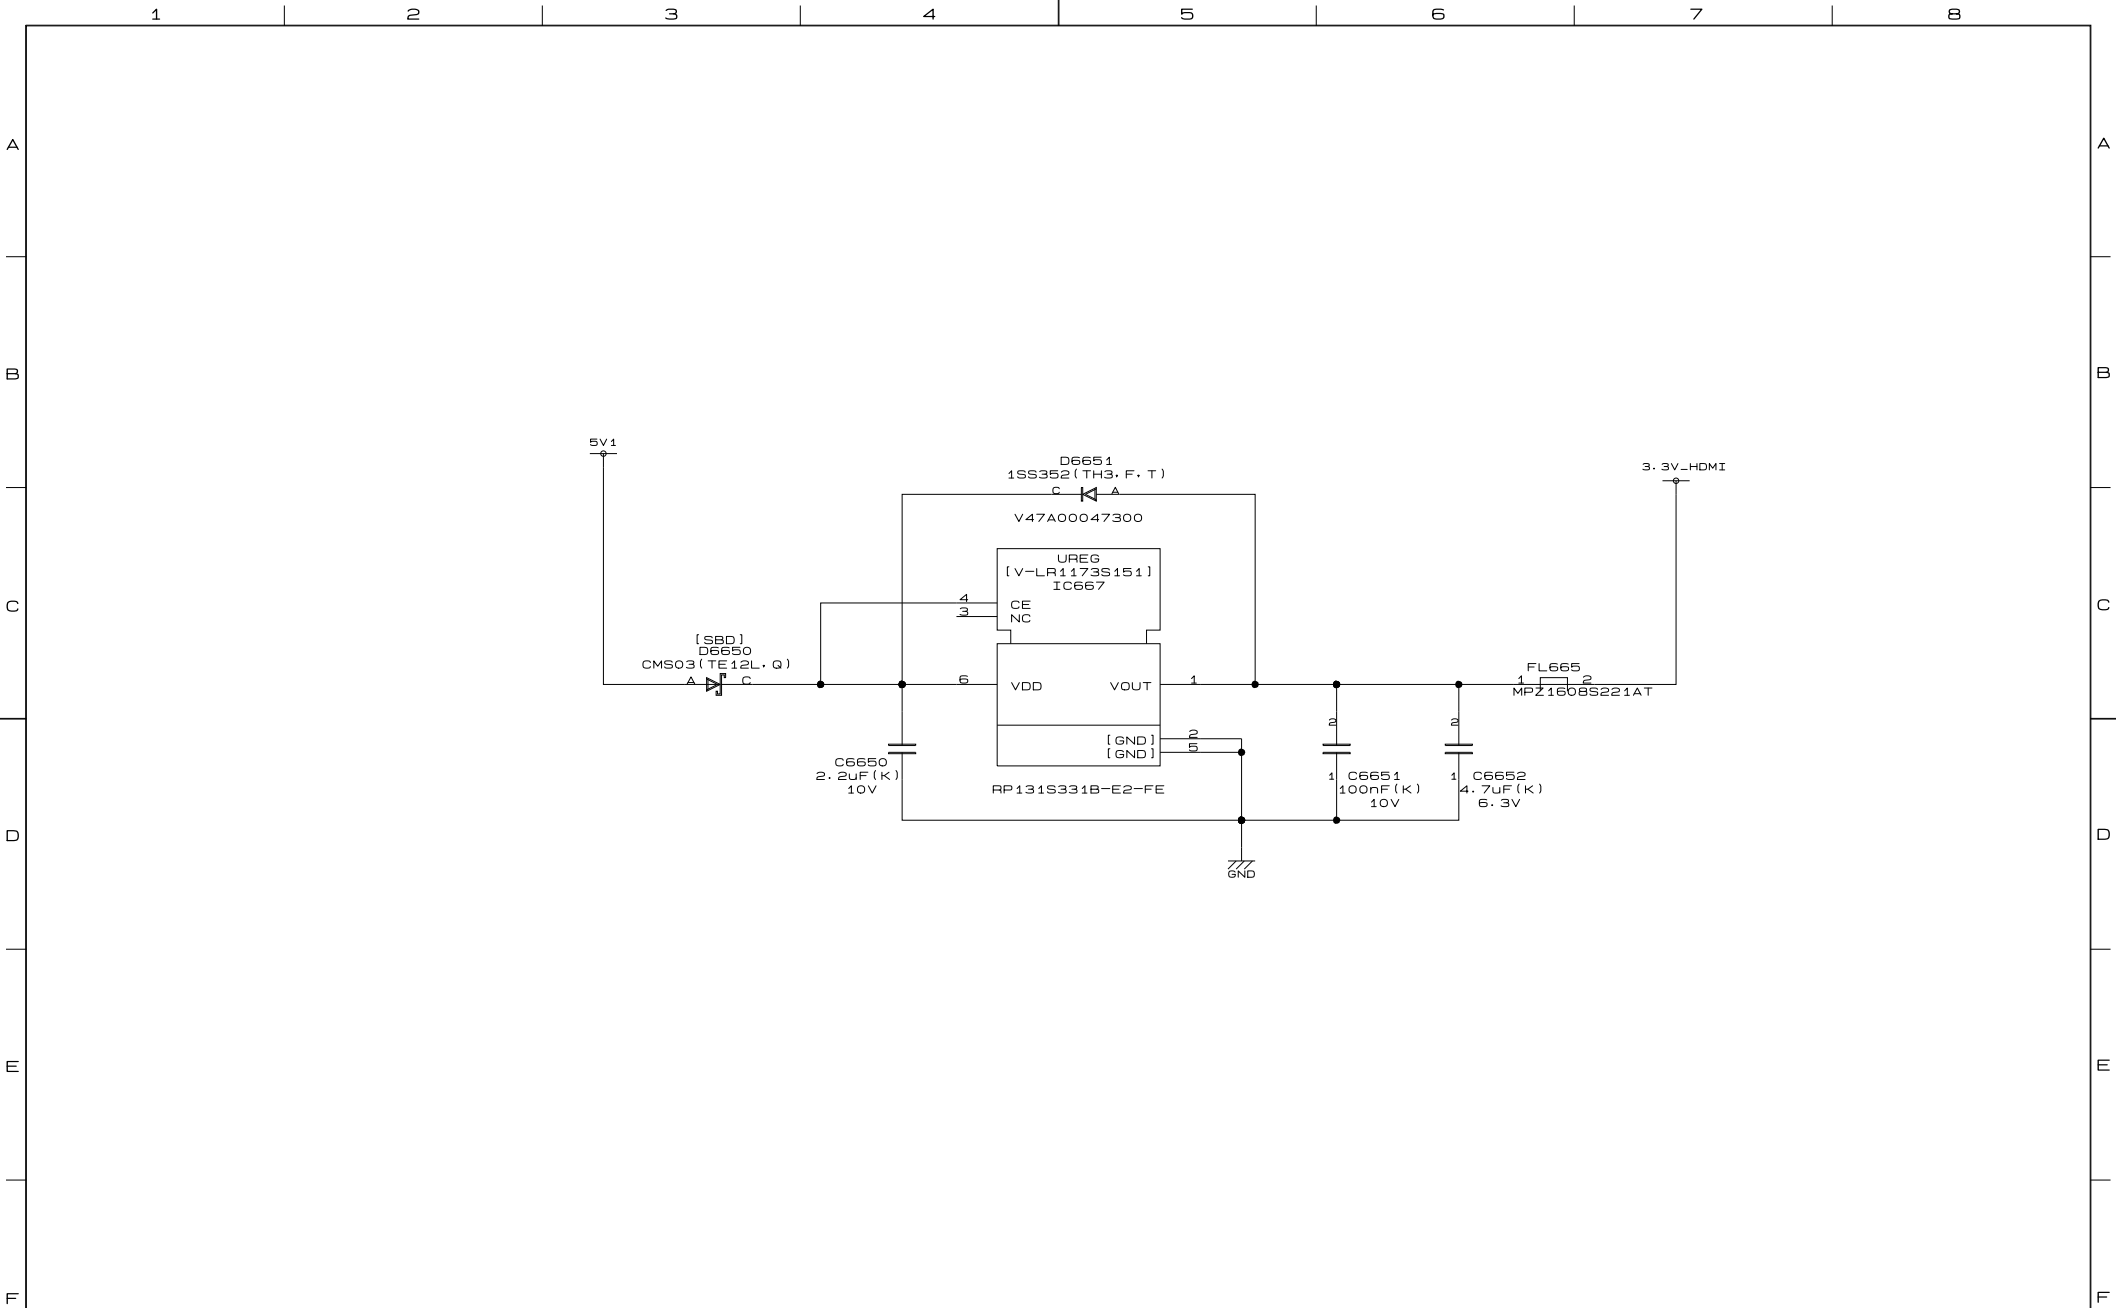 1 2 3 4 5 6 7 8
A A
B B
5V1
D6651
1SS352(TH3,F,T)
C A
V47A00047300
3.3V_HDMI
UREG
[V-LR1173S151]
IC667
4 CE
3 NC
C C
[SBD]
D6650
CMS03(TE12L,Q)
A C
6 VDD VOUT 1
FL665
1 2
MPZ1608S221AT
[GND] 2
[GND] 5
2 2
C6650
2.2uF(K)
10V
RP131S331B-E2-FE
1 C6651
100nF(K)
10V
1 C6652
4.7uF(K)
6.3V
D D
GND
E E
F F